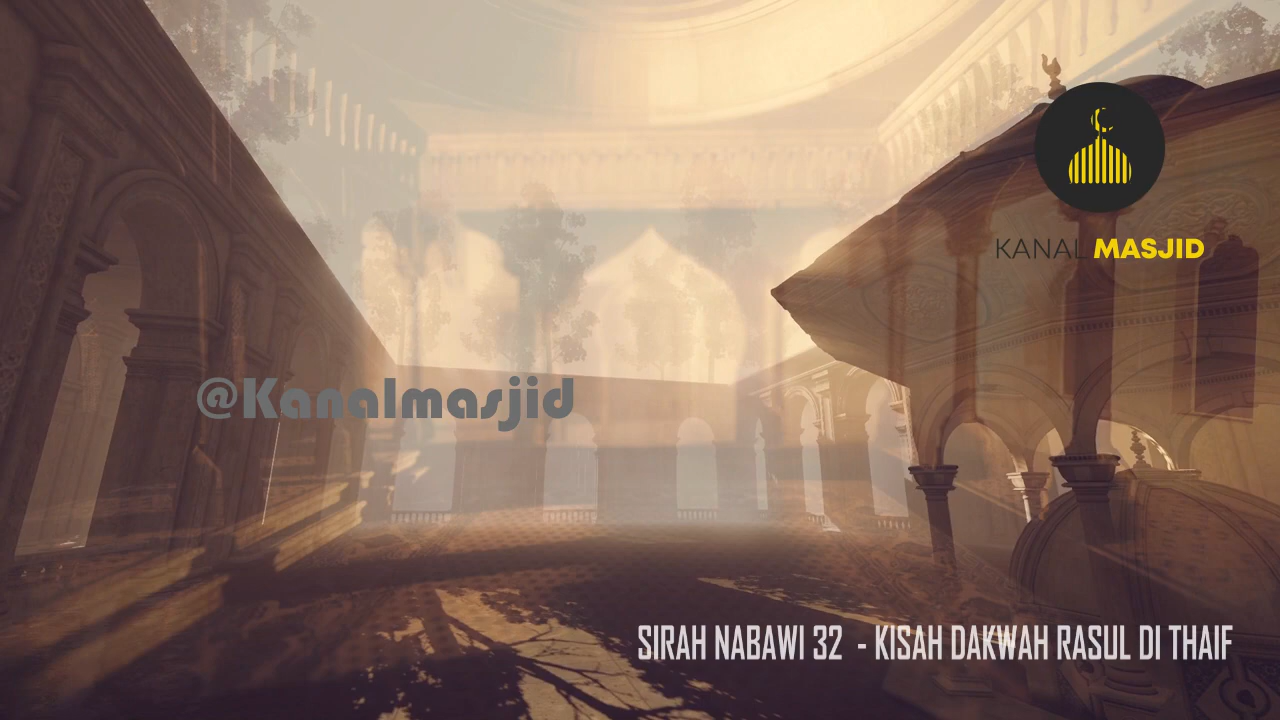 KANAL MASJID
@Kanalmasjid
SIRAH NABAWI 32 - KISAH DAKWAH RASUL DI THAIF